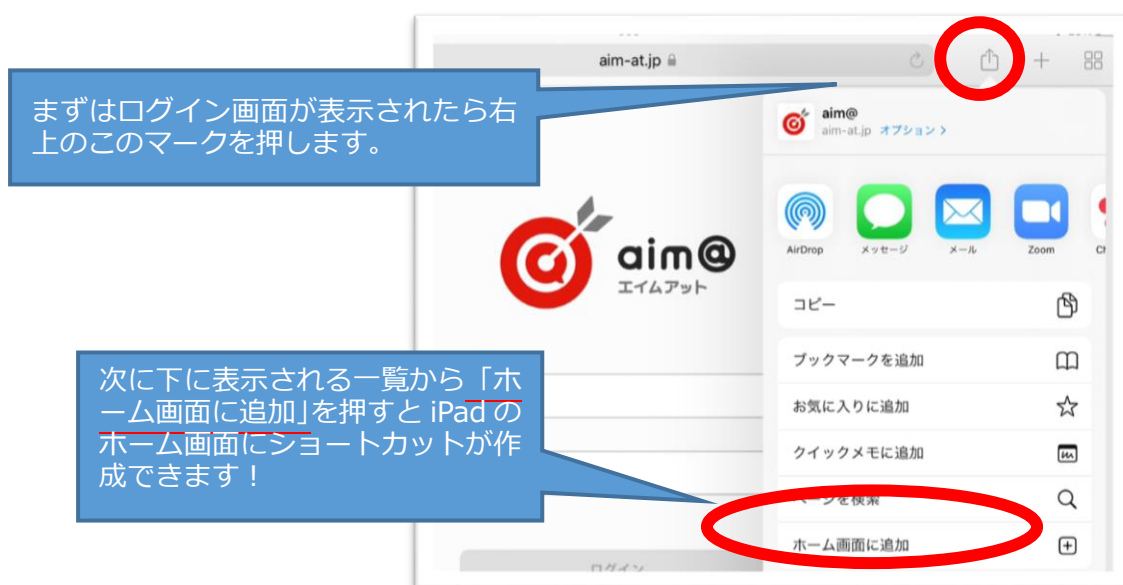 aim-at.jp
まずはログイン画面が表示されたら右
上のこのマークを押します。
aim@
aim-at.jp オプション >
AirDrop メッセージ メール Zoom
aim@
エイムアット
コピー
ブックマークを追加
次に下に表示される一覧から「ホ
ーム画面に追加」を押すと iPad の
ホーム画面にショートカットが作
成できます！
お気に入りに追加
クイックメモに追加
ページを検索
ホーム画面に追加
ログイン